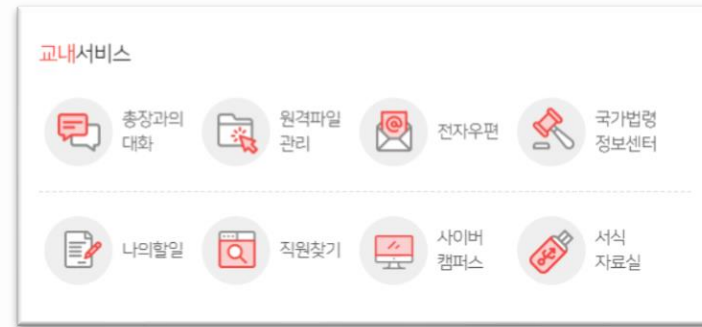 교내서비스
총장과의
대화
원격파일
관리
전자우편
국가법령
정보센터
나의할일
직원찾기
사이버
캠퍼스
서식
자료실